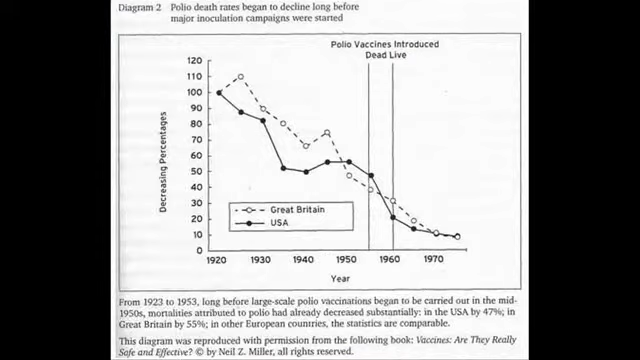 Diagram 2 Polio death rates began to decline long before
major inoculation campaigns were started
Polio Vaccines Introduced
Dead Live
120
110
100
90
80
70
60
50
40
30
20
10
0
Decreasing Percentages
Great Britain
USA
1920 1930 1940 1950 1960 1970
Year
From 1923 to 1953, long before large-scale polio vaccinations began to be carried out in the mid-
1950s, mortalities attributed to polio had already decreased substantially: in the USA by 47%; in
Great Britain by 55%; in other European countries, the statistics are comparable.
This diagram was reproduced with permission from the following book: Vaccines: Are They Really
Safe and Effective? © by Neil Z. Miller, all rights reserved.